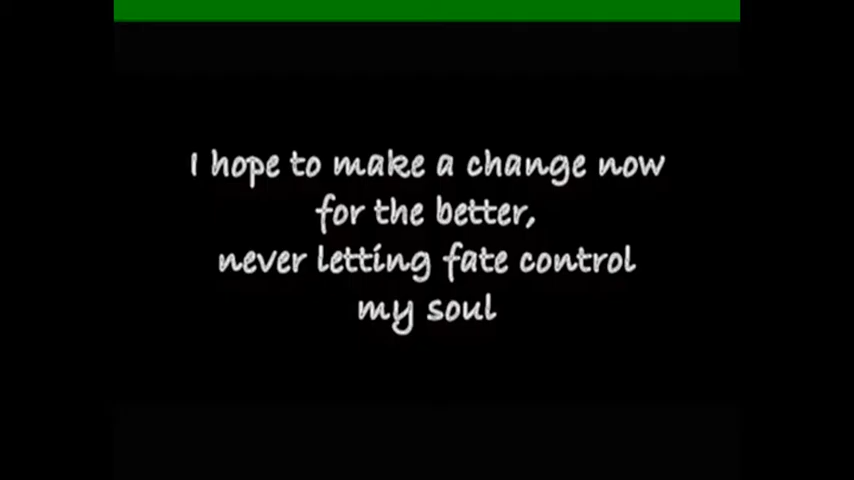 I hope to make a change now
for the better,
never letting fate control
my soul